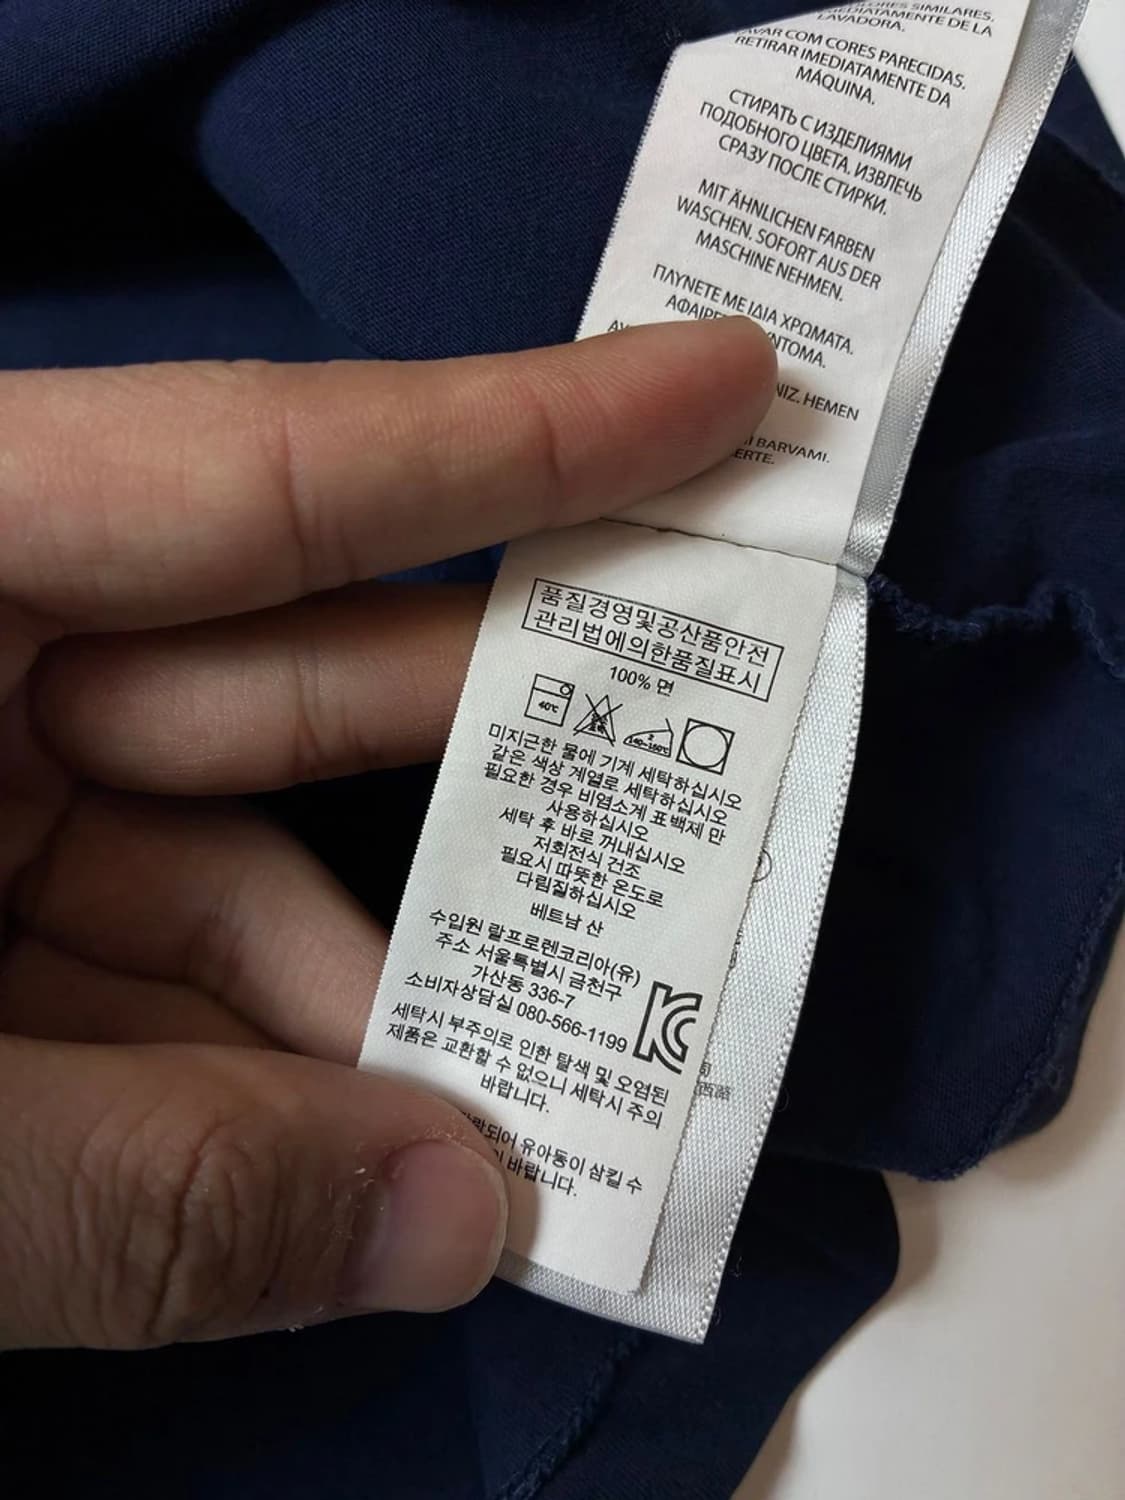 SIMILARES.
LAVADORA.
COM CORES PARECIDAS.
RETIRAR IMEDIATAMENTE DA
MÁQUINA.
СТИРАТЬ С ИЗДЕЛИЯМИ
ПОДОБНОГО ЦВЕТА. ИЗВЛЕЧЬ
СРАЗУ ПОСЛЕ СТИРКИ.
MIT ÄHNLICHEN FARBEN
WASCHEN. SOFORT AUS DER
MASCHINE NEHMEN.
ΠΛΥΝΕΤΕ ΜΕ ΙΔΙΑ ΧΡΩΜΑΤΑ.
HEMEN
BARVAMI.
품질경영및공산품안전
관리법에의한품질표시
100% 면
40℃
140~160℃
미지근한 물에 기계 세탁하십시오
같은 색상 계열로 세탁하십시오
필요한 경우 비염소계 표백제 만
사용하십시오
세탁 후 바로 꺼내십시오
저회전식 건조
필요시 따뜻한 온도로
다림질하십시오
베트남 산
수입원 랄프로렌코리아(유)
주소 서울특별시 금천구
가산동 336-7
소비자상담실 080-566-1199
세탁시 부주의로 인한 탈색 및 오염된
제품은 교환할 수 없으니 세탁시 주의
바랍니다.
유아동이 삼킬 수
바랍니다.